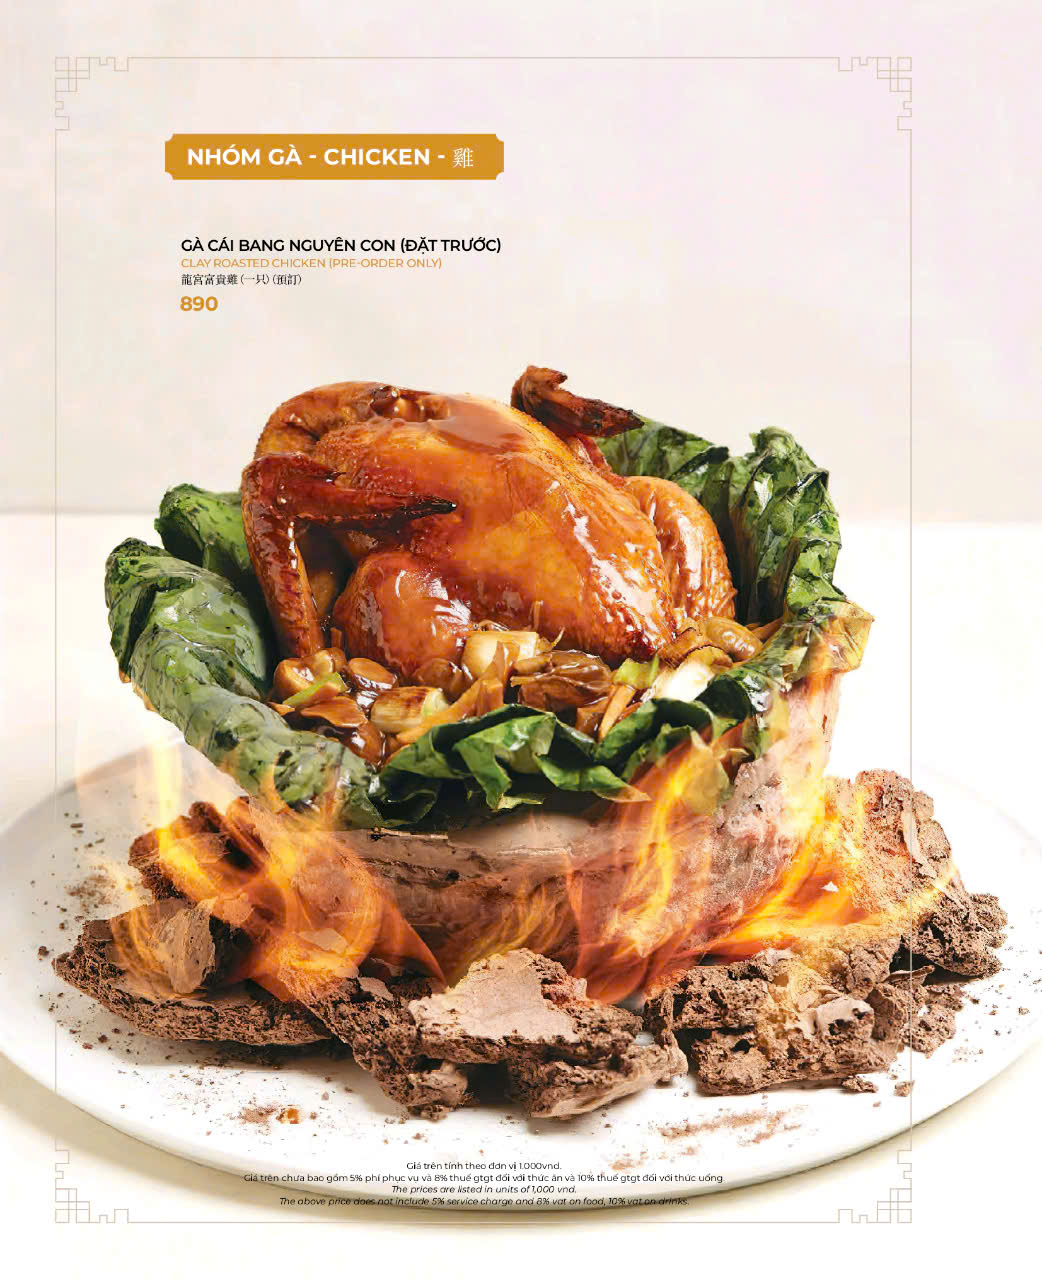 NHÓM GÀ - CHICKEN - 雞
GÀ CÁI BANG NGUYÊN CON (ĐẶT TRƯỚC)
CLAY ROASTED CHICKEN (PRE-ORDER ONLY)
龍宮富貴雞 (一只) (預訂)
890
Giá trên tính theo đơn vị 1.000vnd.
Giá trên chưa bao gồm 5% phí phục vụ và 8% thuế gtgt đối với thức ăn và 10% thuế gtgt đối với thức uống.
The prices are listed in units of 1,000 vnd.
The above price does not include 5% service charge and 8% vat on food, 10% vat on drinks.